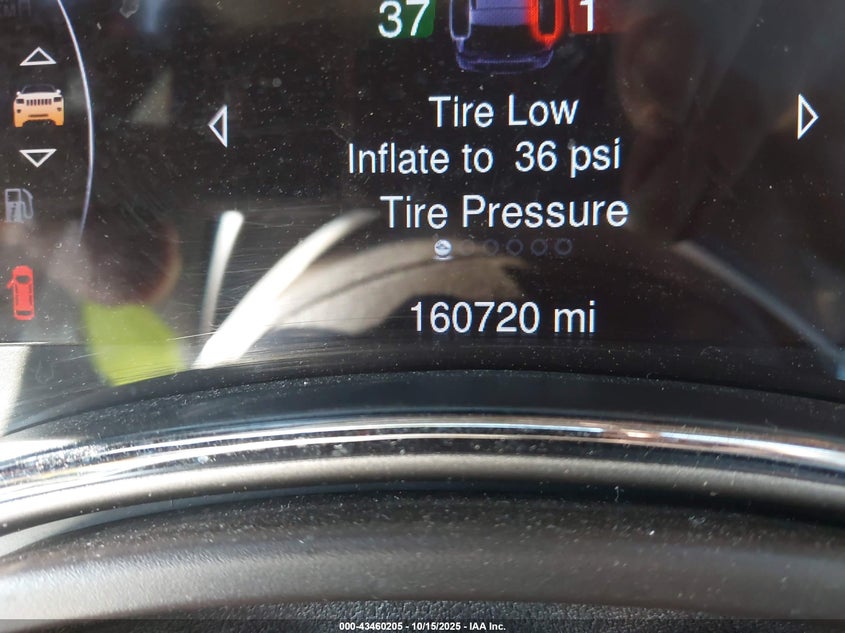 37 1
Tire Low
Inflate to 36 psi
Tire Pressure
160720 mi
000-43460205 - 10/15/2025 - IAA Inc.